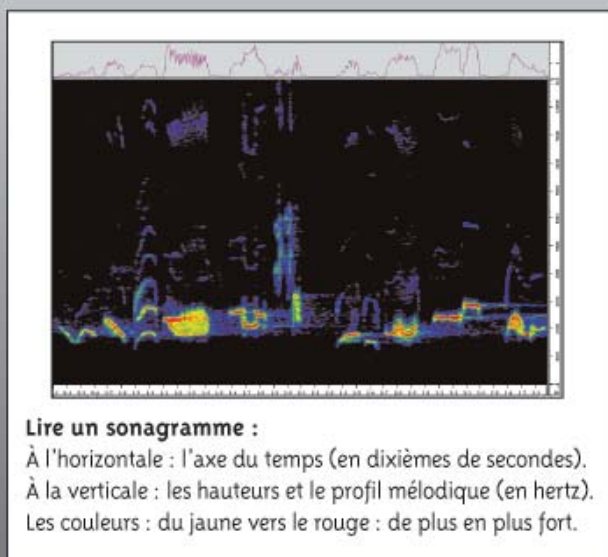 Lire un sonagramme :
À l'horizontale : l'axe du temps (en dixièmes de secondes).
À la verticale : les hauteurs et le profil mélodique (en hertz).
Les couleurs : du jaune vers le rouge : de plus en plus fort.